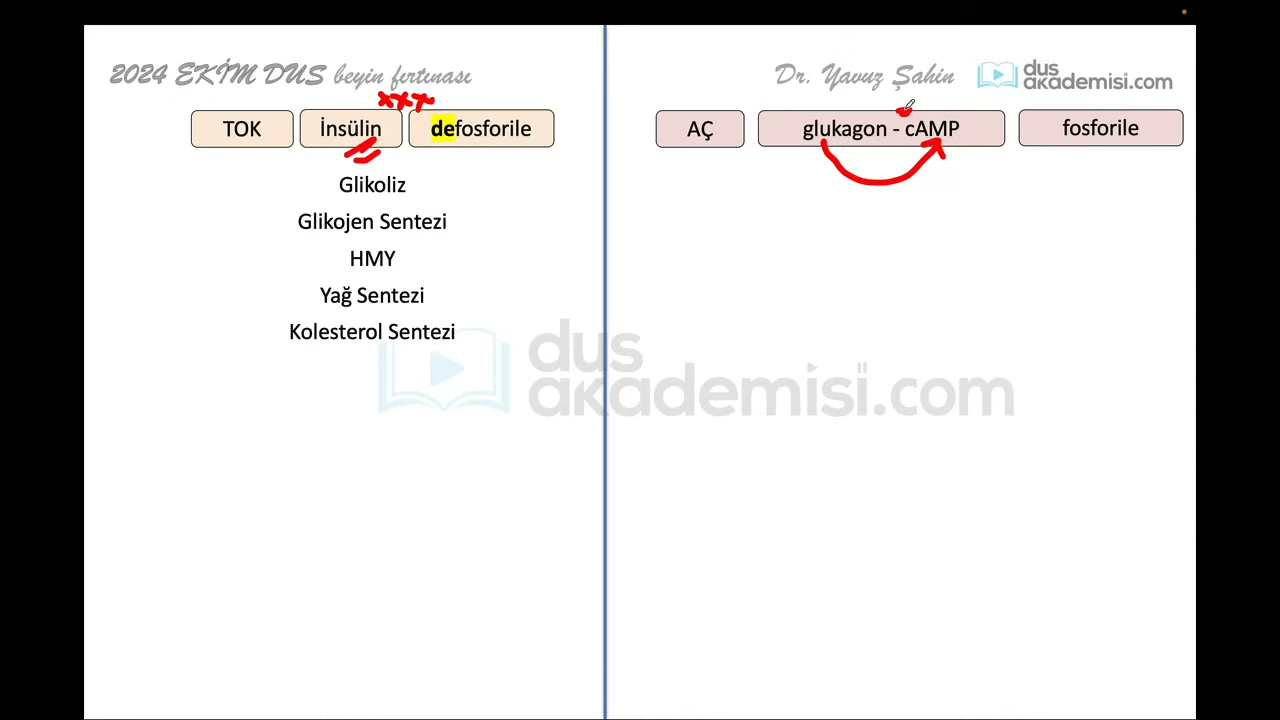 2024 EKİM DUS beyin fırtınası
Dr. Yavuz Şahin
dus
akademisi.com
TOK
İnsülin
defosforile
AÇ
glukagon - cAMP
fosforile
Glikoliz
Glikojen Sentezi
HMY
Yağ Sentezi
Kolesterol Sentezi
dus
akademisi.com